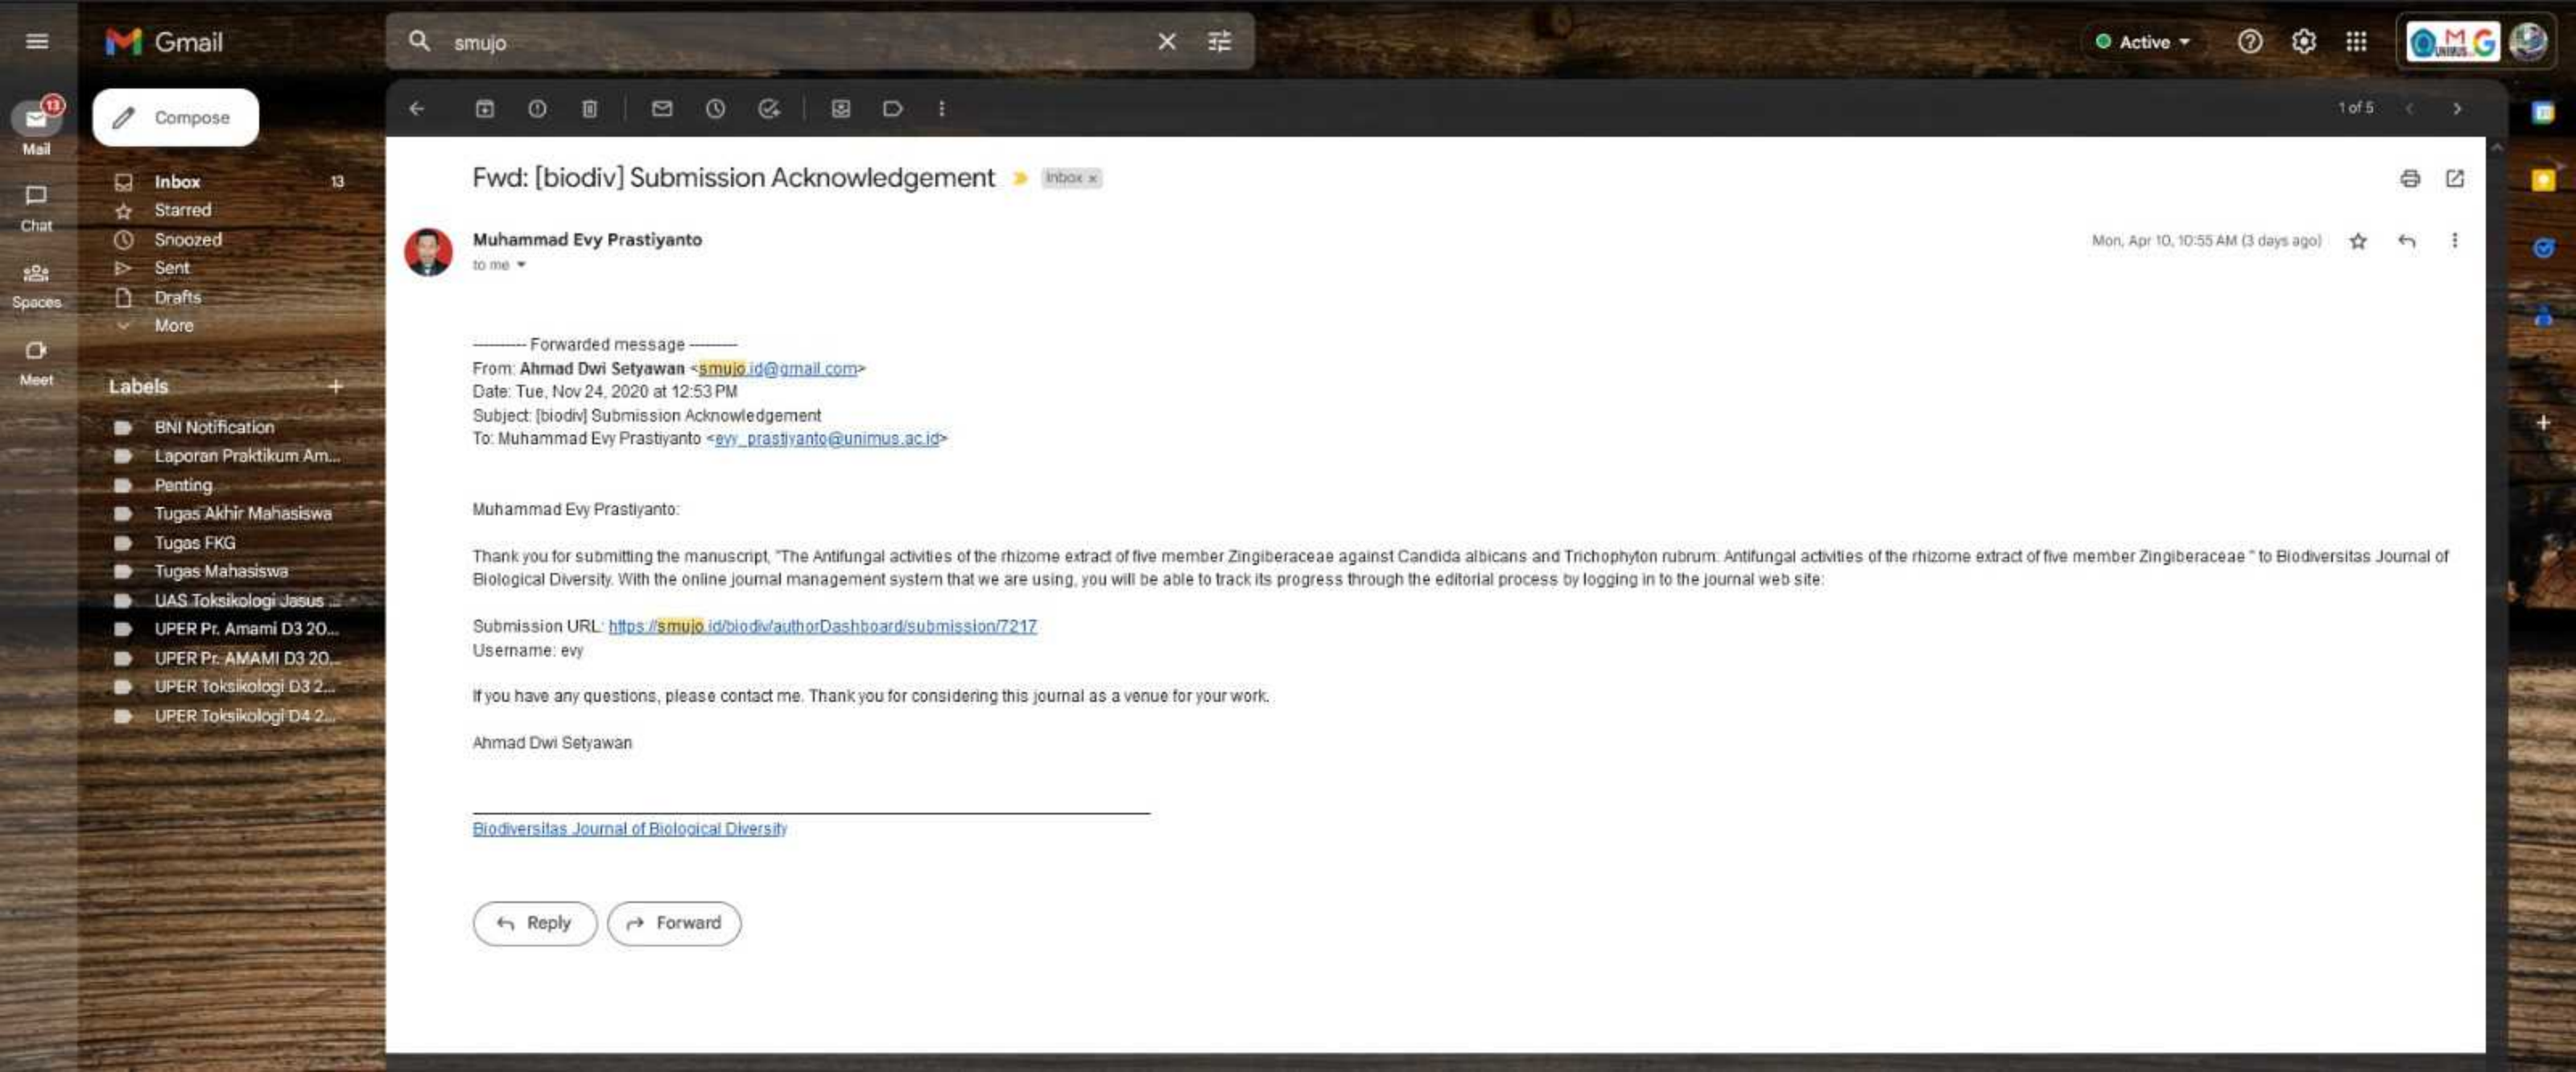 Gmail
smujo
Active
UNIMUS
13
Mail
Chat
Spaces
Meet
Compose
Inbox 13
Starred
Snoozed
Sent
Drafts
More
Labels
BNI Notification
Laporan Praktikum Am...
Penting
Tugas Akhir Mahasiswa
Tugas FKG
Tugas Mahasiswa
UAS Toksikologi Jasus ...
UPER Pr. Amami D3 20...
UPER Pr. AMAMI D3 20...
UPER Toksikologi D3 2...
UPER Toksikologi D4 2...
1 of 5
Fwd: [biodiv] Submission Acknowledgement Inbox x
Muhammad Evy Prastiyanto
to me
Mon, Apr 10, 10:55 AM (3 days ago)
---------- Forwarded message ---------
From: Ahmad Dwi Setyawan <smujo.id@gmail.com>
Date: Tue, Nov 24, 2020 at 12:53 PM
Subject: [biodiv] Submission Acknowledgement
To: Muhammad Evy Prastiyanto <evy_prastiyanto@unimus.ac.id>
Muhammad Evy Prastiyanto:
Thank you for submitting the manuscript, "The Antifungal activities of the rhizome extract of five member Zingiberaceae against Candida albicans and Trichophyton rubrum: Antifungal activities of the rhizome extract of five member Zingiberaceae " to Biodiversitas Journal of
Biological Diversity. With the online journal management system that we are using, you will be able to track its progress through the editorial process by logging in to the journal web site:
Submission URL: https://smujo.id/biodiv/authorDashboard/submission/7217
Username: evy
If you have any questions, please contact me. Thank you for considering this journal as a venue for your work.
Ahmad Dwi Setyawan
Biodiversitas Journal of Biological Diversity
Reply
Forward